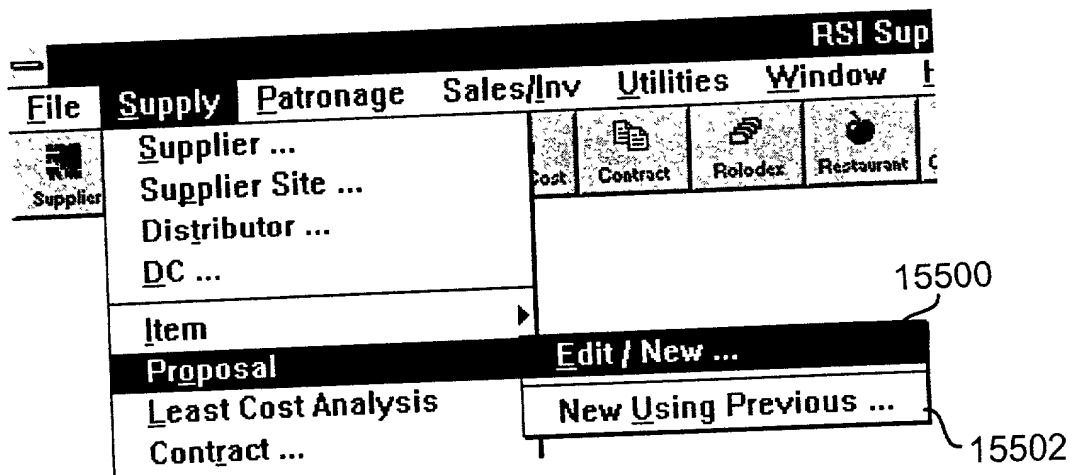 RSI Sup
File Supply Patronage Sales/Inv Utilities Window H
Supplier Cost Contract Rolodex Restaurant
Supplier ...
Supplier Site ...
Distributor ...
DC ...
15500
Item
Proposal Edit / New ...
Least Cost Analysis New Using Previous ...
Contract ...
15502